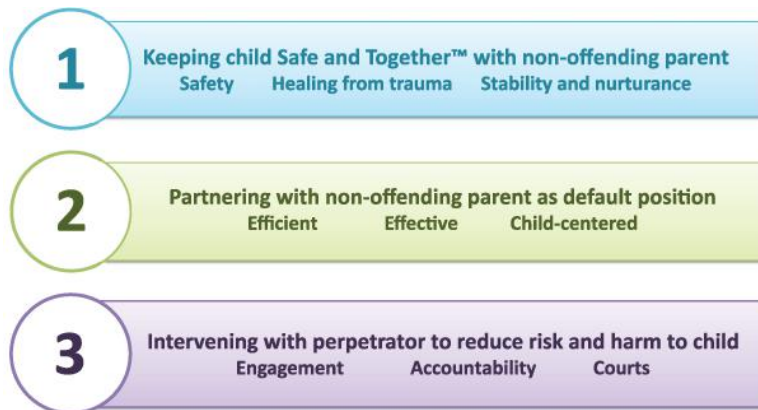 1
Keeping child Safe and Together™ with non-offending parent
Safety Healing from trauma Stability and nurturance
2
Partnering with non-offending parent as default position
Efficient Effective Child-centered
3
Intervening with perpetrator to reduce risk and harm to child
Engagement Accountability Courts